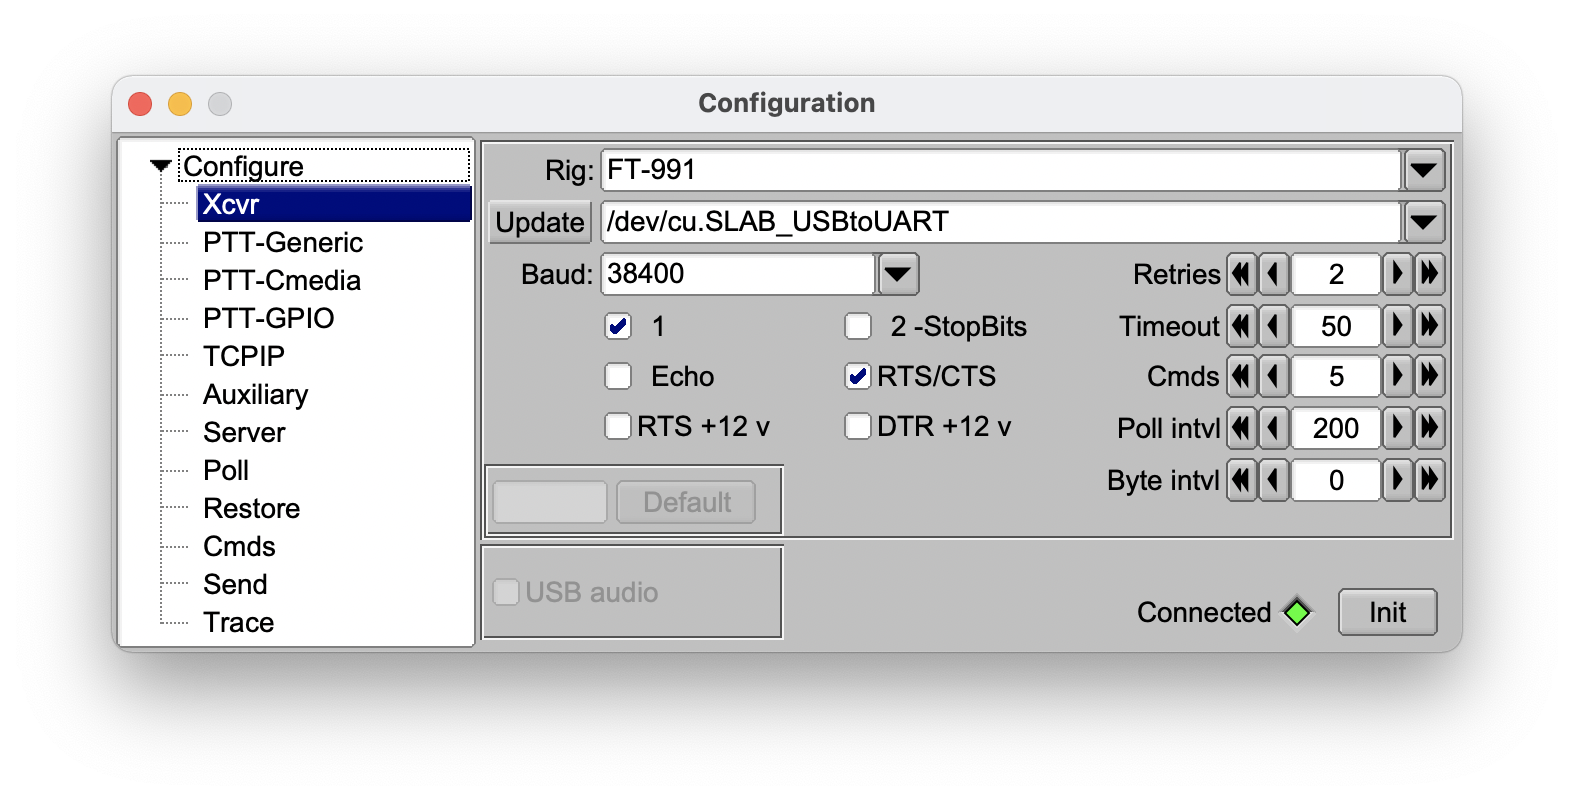 Configuration
Configure
Xcvr
PTT-Generic
PTT-Cmedia
PTT-GPIO
TCPIP
Auxiliary
Server
Poll
Restore
Cmds
Send
Trace
Rig: FT-991
Update /dev/cu.SLAB_USBtoUART
Baud: 38400 Retries 2
1 2 -StopBits Timeout 50
Echo RTS/CTS Cmds 5
RTS +12 v DTR +12 v Poll intvl 200
Byte intvl 0
Default
USB audio
Connected Init